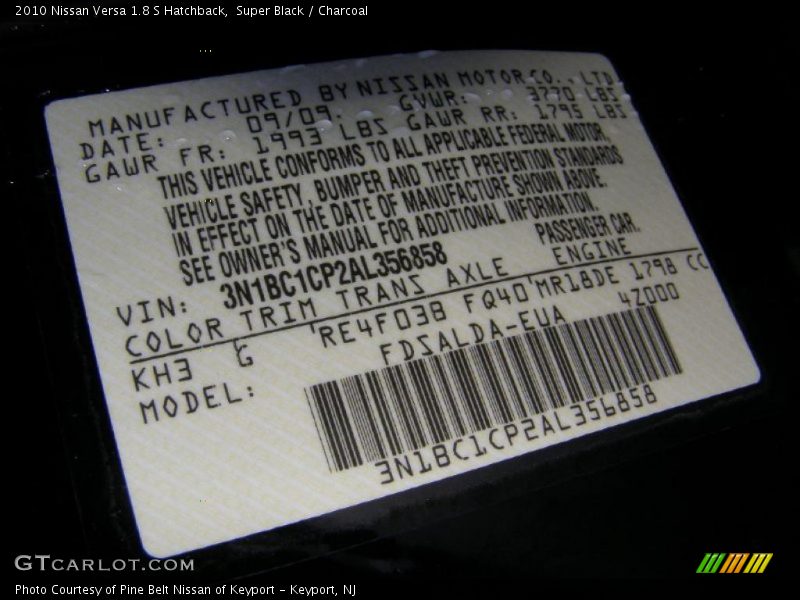 2010 Nissan Versa 1.8 S Hatchback,  Super Black / Charcoal
MANUFACTURED BY NISSAN MOTOR CO., LTD.
DATE: 09/09 GVWR: 3770 LBS
GAWR FR: 1993 LBS GAWR RR: 1795 LBS
THIS VEHICLE CONFORMS TO ALL APPLICABLE FEDERAL MOTOR
VEHICLE SAFETY, BUMPER AND THEFT PREVENTION STANDARDS
IN EFFECT ON THE DATE OF MANUFACTURE SHOWN ABOVE.
SEE OWNER'S MANUAL FOR ADDITIONAL INFORMATION.
VIN: 3N1BC1CP2AL356858 PASSENGER CAR.
COLOR TRIM TRANS AXLE ENGINE
KH3 G RE4F03B FQ40 MR18DE 1798 CC
MODEL: FDSALDA-EUA 4Z000
3N1BC1CP2AL356858
GTCARLOT.COM
Photo Courtesy of Pine Belt Nissan of Keyport – Keyport, NJ